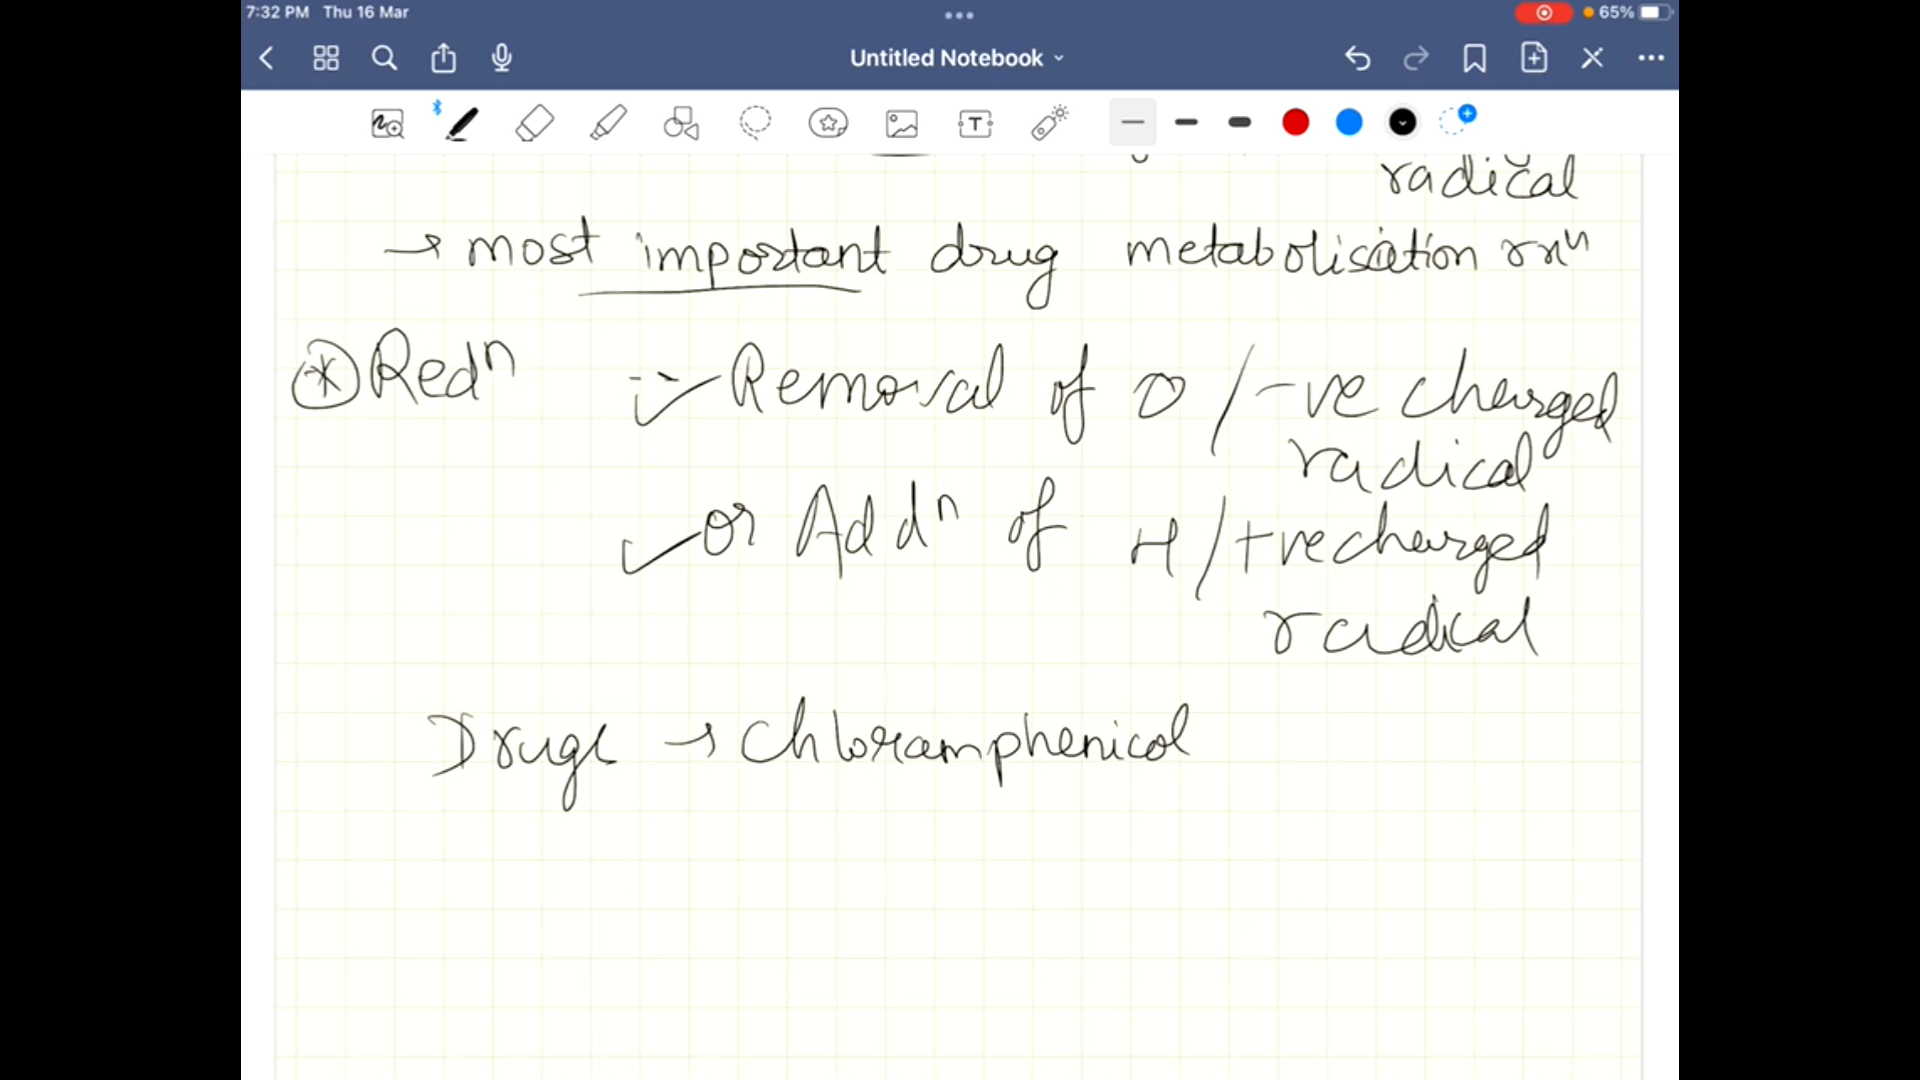 7:32 PM Thu 16 Mar
65%
Untitled Notebook
T
radical
→ most important drug metabolisation rxⁿ
* Redⁿ :- Removal of O / -ve charged
radical
or Addⁿ of H / +ve charged
radical
Drugs → Chloramphenicol